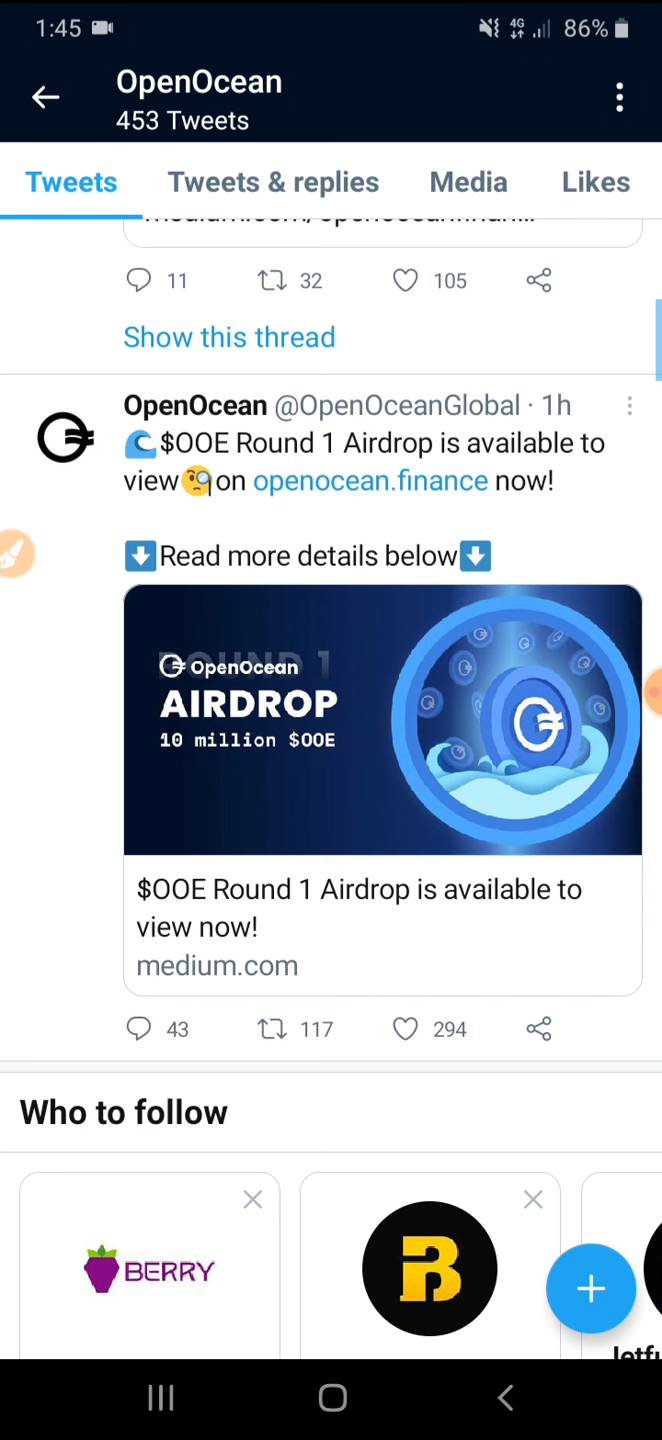 1:45 4G 86%
OpenOcean
453 Tweets
Tweets Tweets & replies Media Likes
11 32 105
Show this thread
OpenOcean @OpenOceanGlobal · 1h
🌊$OOE Round 1 Airdrop is available to
view🧐on openocean.finance now!
⬇️Read more details below⬇️
ROUND 1
OpenOcean
AIRDROP
10 million $OOE
$OOE Round 1 Airdrop is available to
view now!
medium.com
43 117 294
Who to follow
BERRY
B